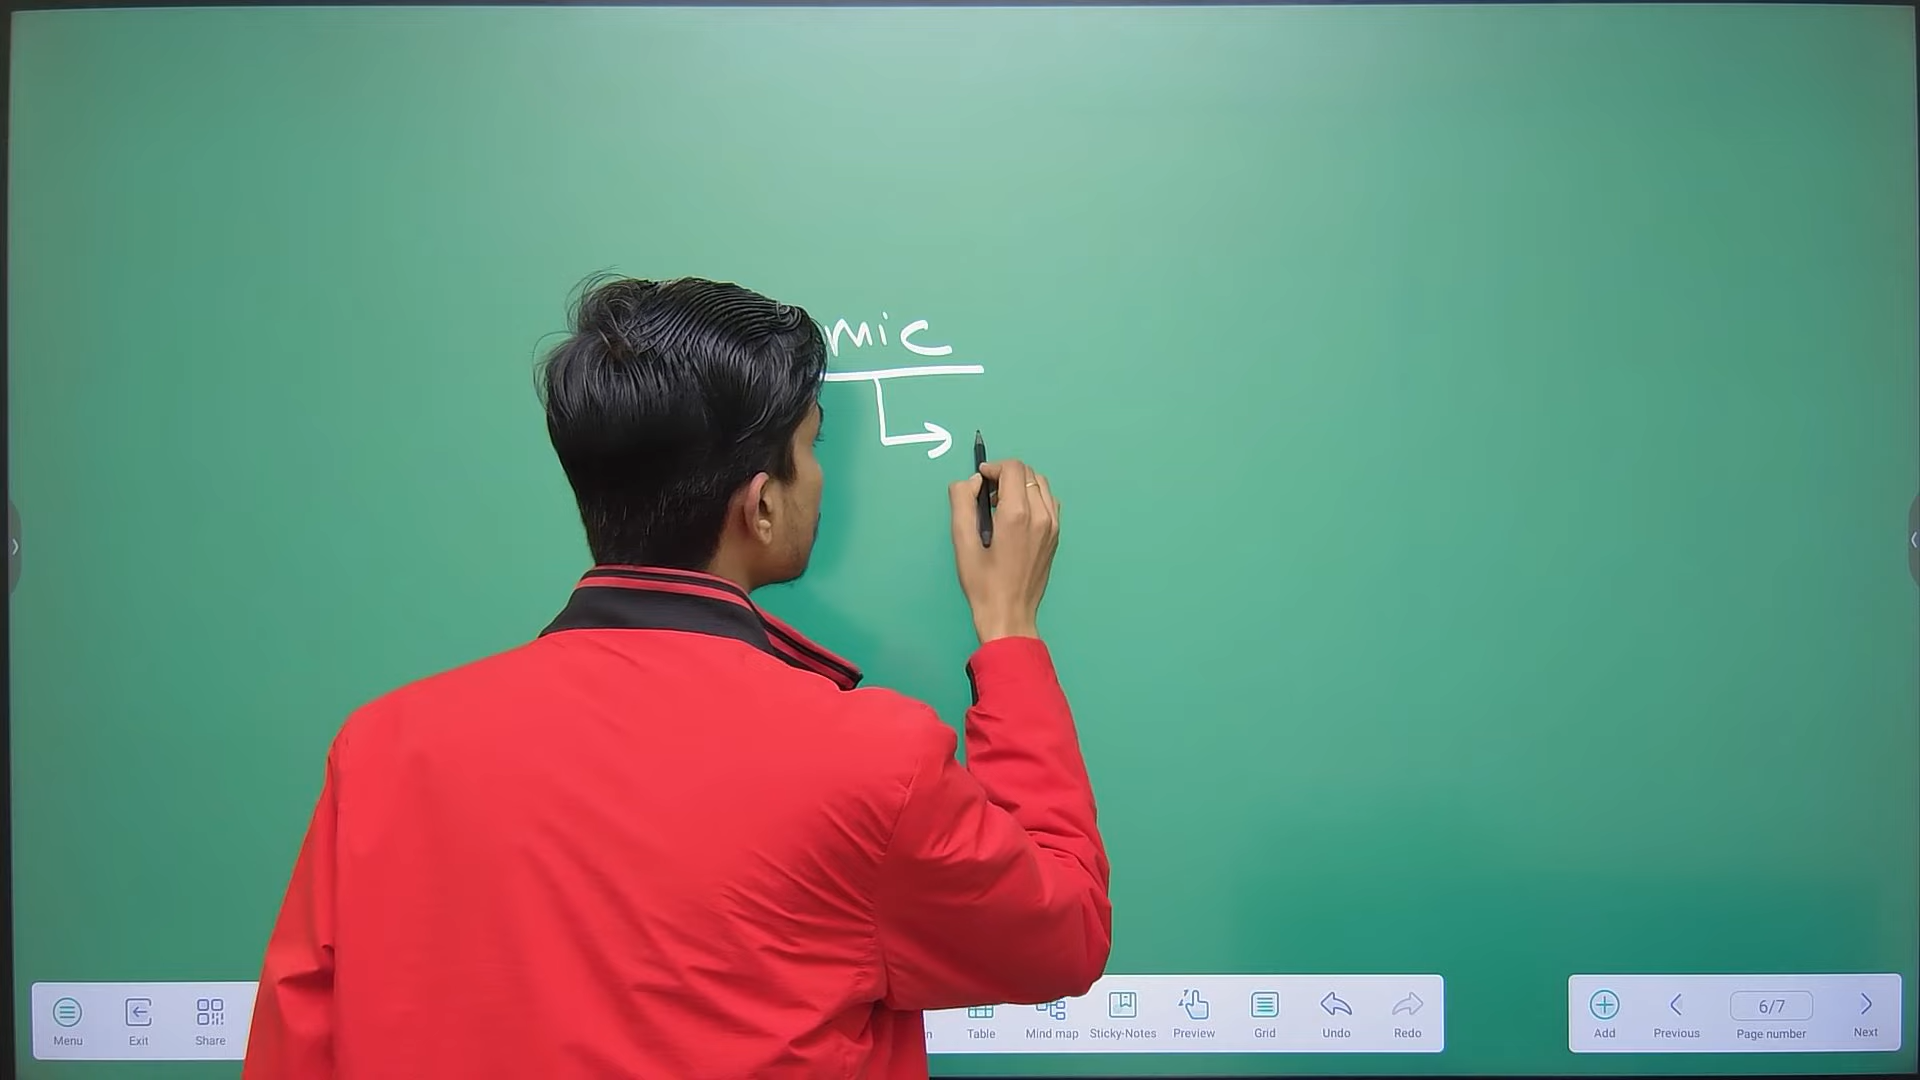 mic
Menu
Exit
Share
Table
Mind map
Sticky-Notes
Preview
Grid
Undo
Redo
Add
Previous
6/7
Page number
Next